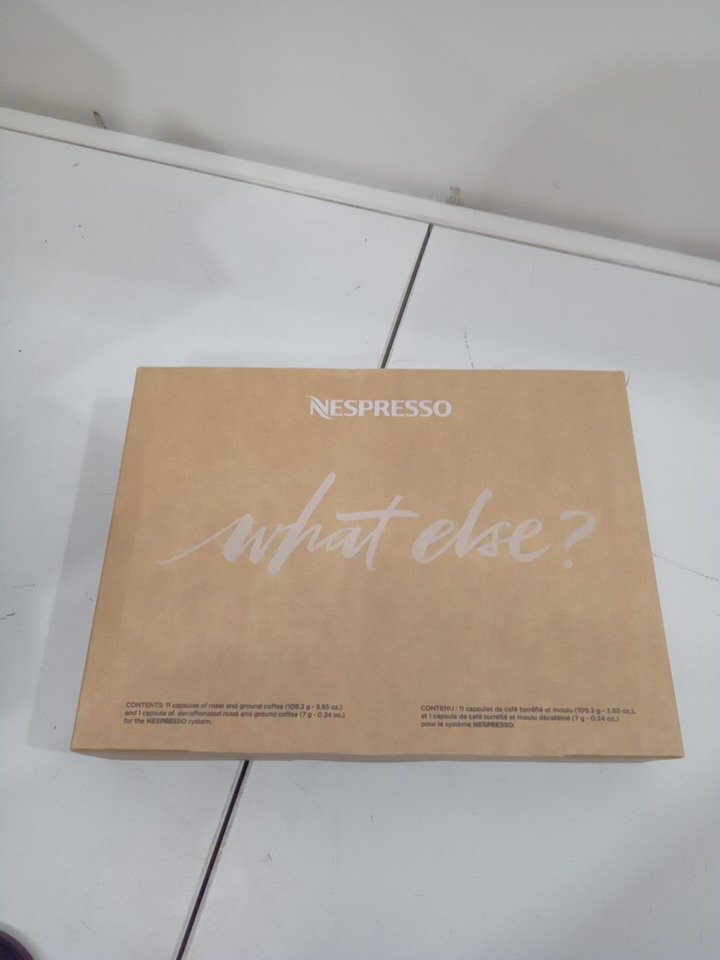 NESPRESSO
what else?
CONTENTS: 11 capsules of roast and ground coffee (109.2 g - 3.85 oz.)
and 1 capsule of decaffeinated roast and ground coffee (7 g - 0.24 oz.)
for the NESPRESSO system.
CONTENU : 11 capsules de café torréfié et moulu (109.2 g - 3.85 oz.),
et 1 capsule de café torréfié et moulu décaféiné (7 g - 0.24 oz.)
pour le système NESPRESSO.